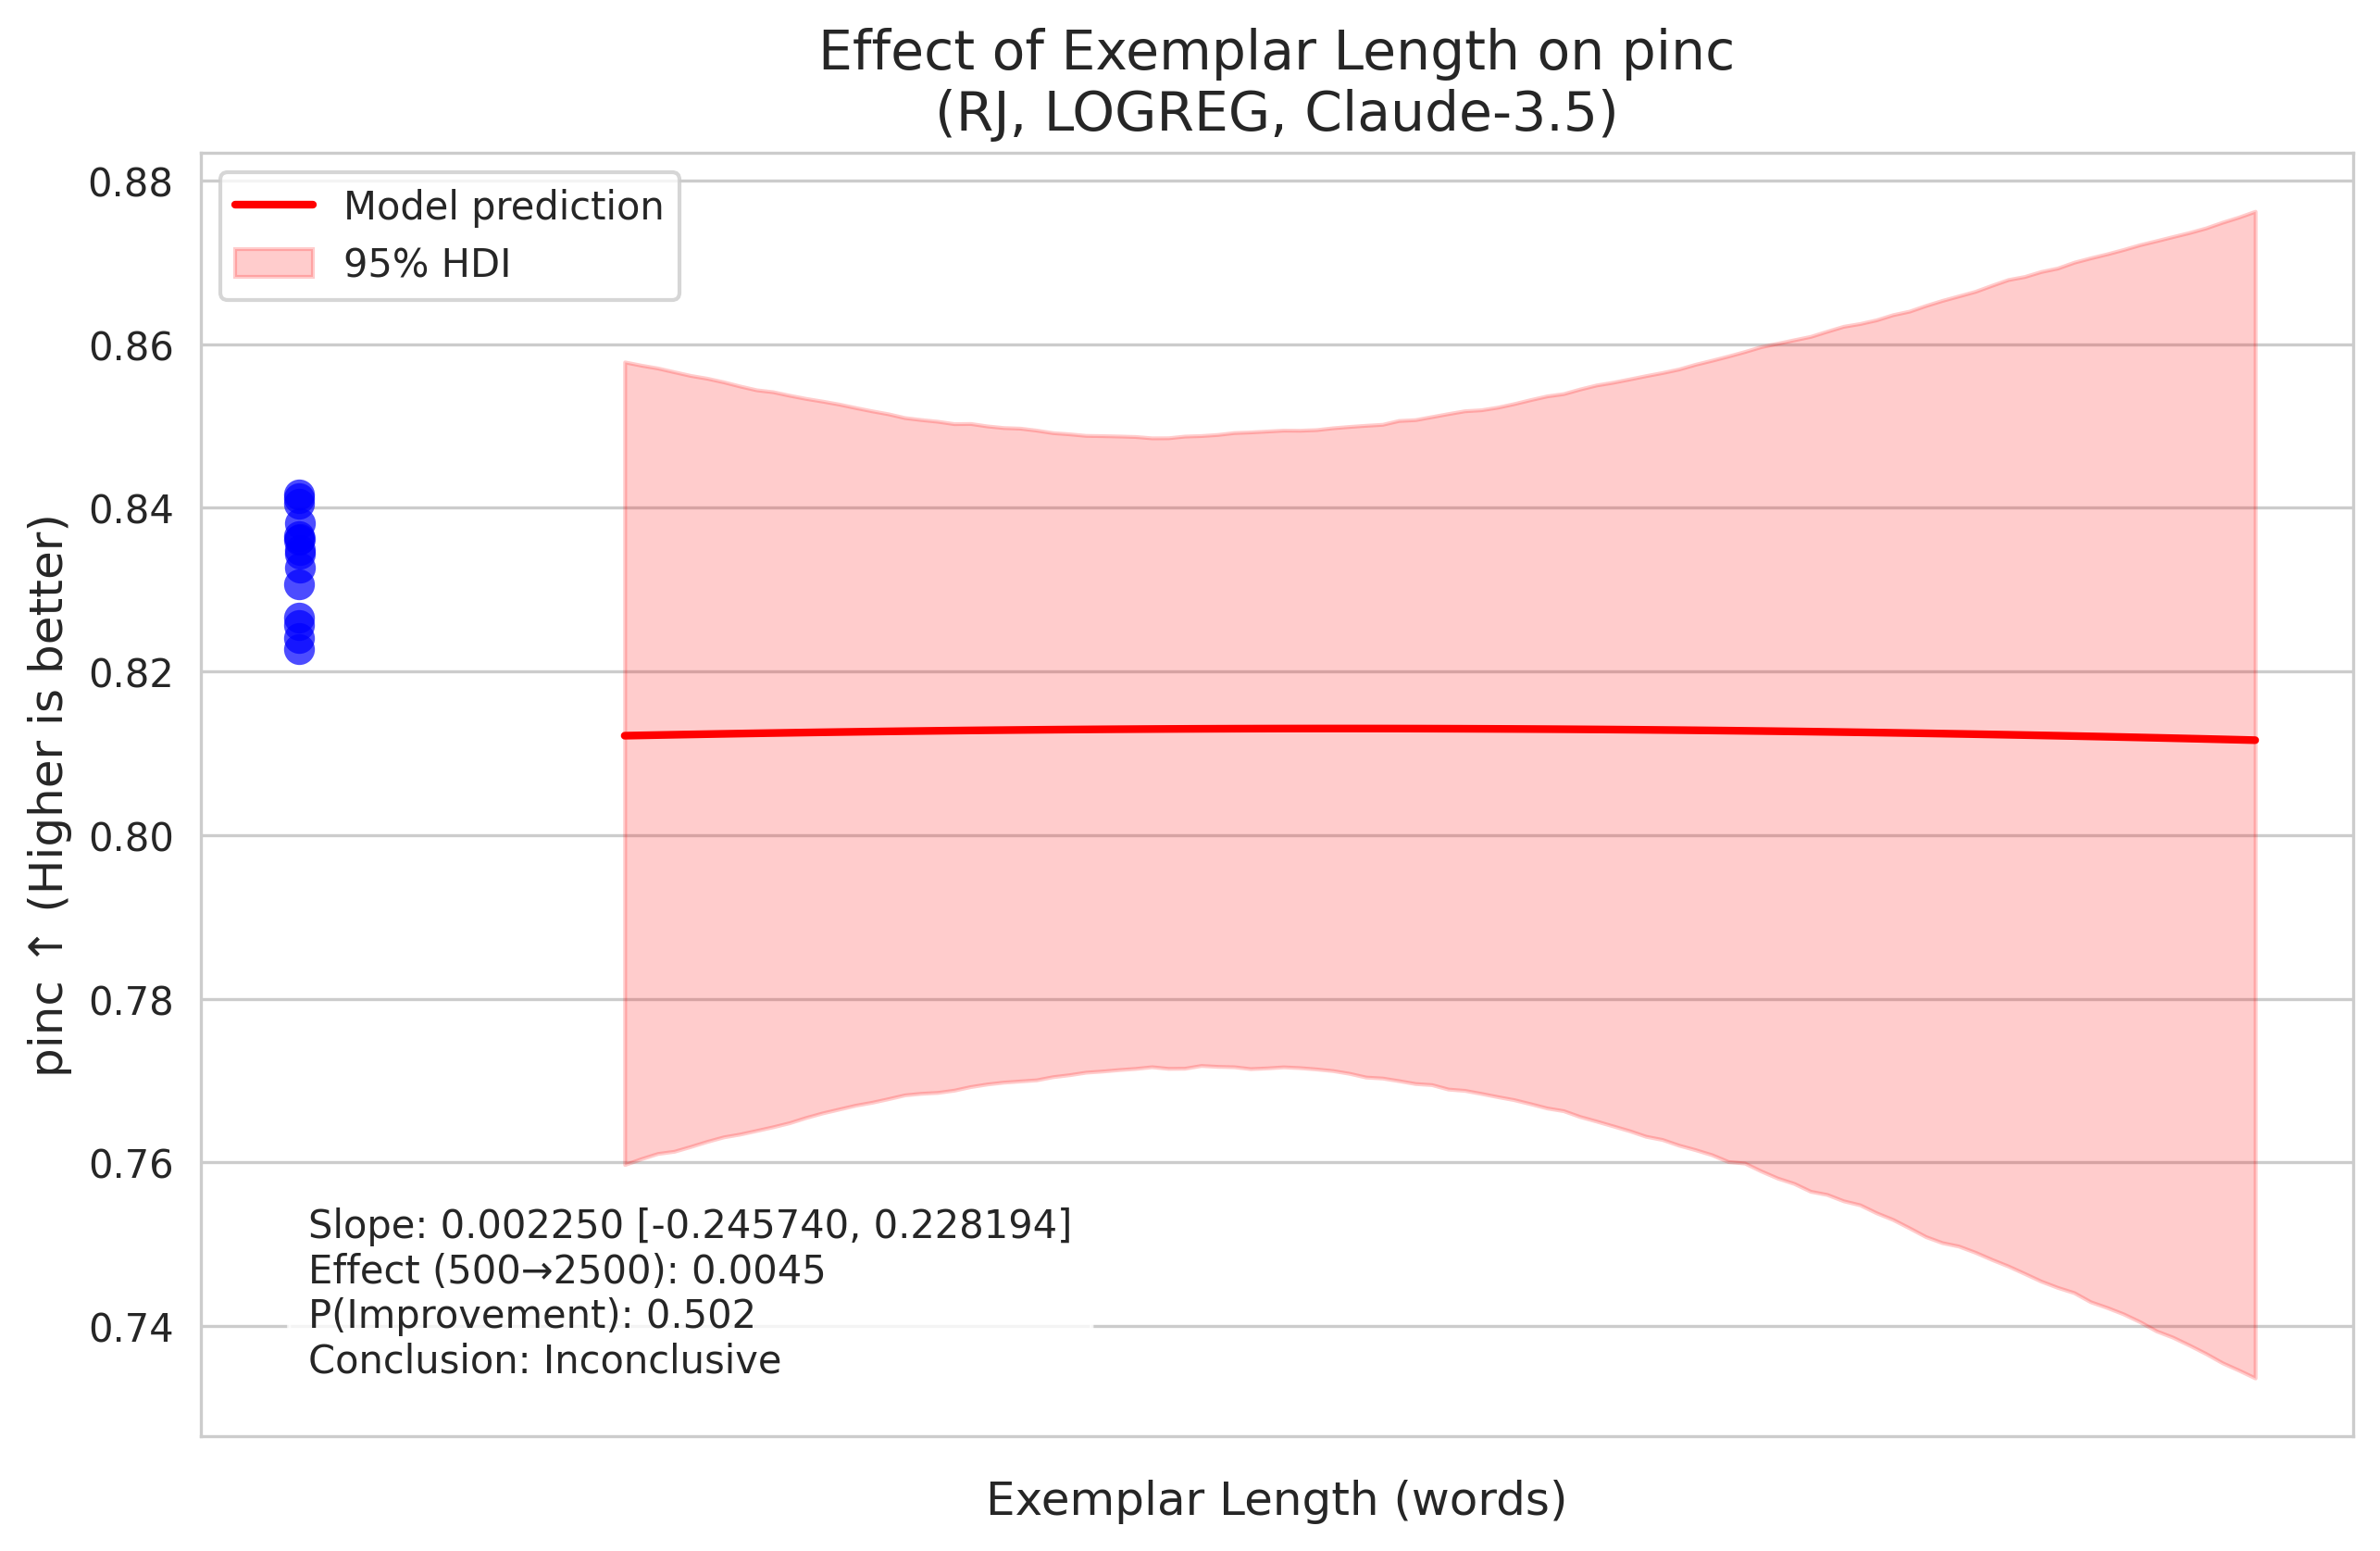 Effect of Exemplar Length on pinc
(RJ, LOGREG, Claude-3.5)
Model prediction
95% HDI
pinc ↑ (Higher is better)
0.88
0.86
0.84
0.82
0.80
0.78
0.76
0.74
Slope: 0.002250 [-0.245740, 0.228194]
Effect (500→2500): 0.0045
P(Improvement): 0.502
Conclusion: Inconclusive
Exemplar Length (words)